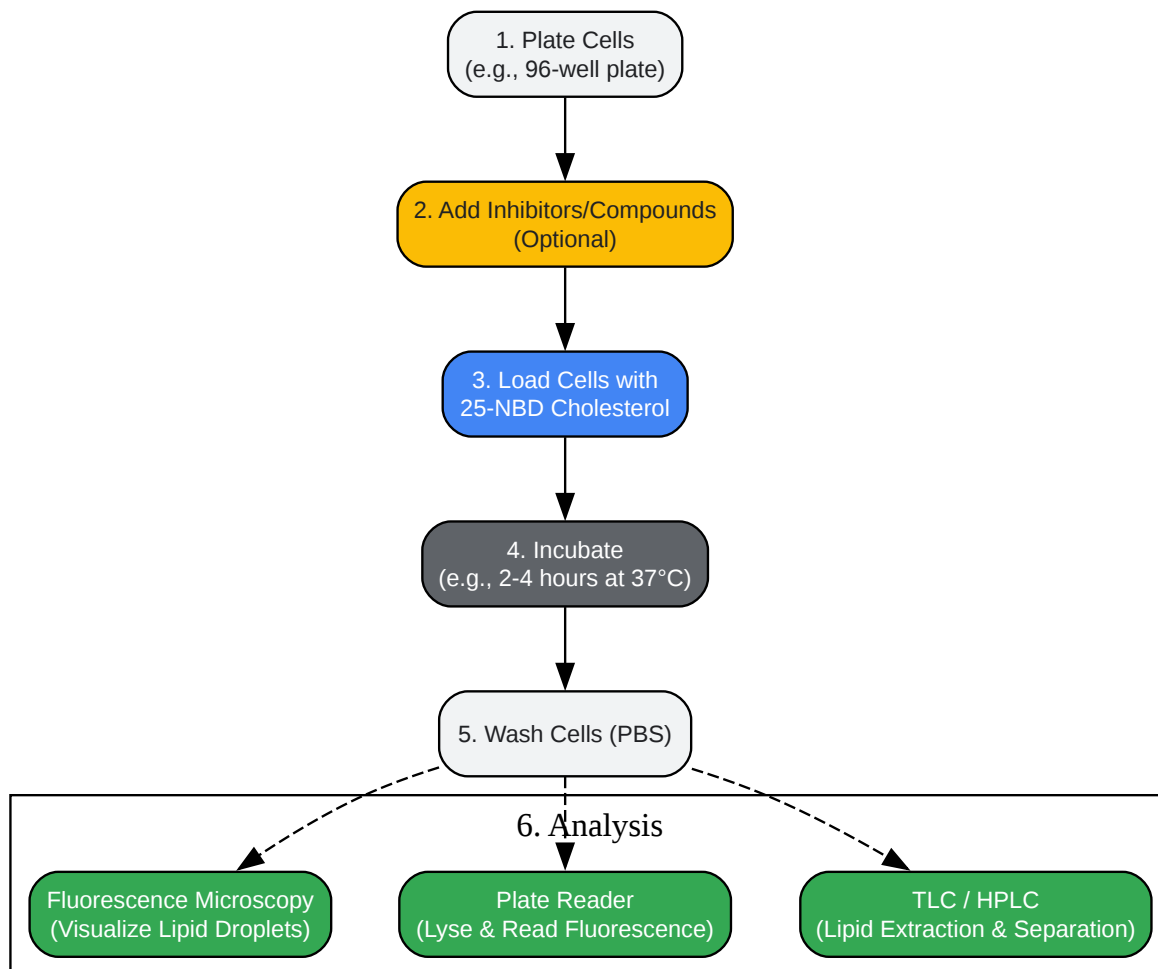 1. Plate Cells
(e.g., 96-well plate)
2. Add Inhibitors/Compounds
(Optional)
3. Load Cells with
25-NBD Cholesterol
4. Incubate
(e.g., 2-4 hours at 37°C)
5. Wash Cells (PBS)
6. Analysis
Fluorescence Microscopy
(Visualize Lipid Droplets)
Plate Reader
(Lyse & Read Fluorescence)
TLC / HPLC
(Lipid Extraction & Separation)